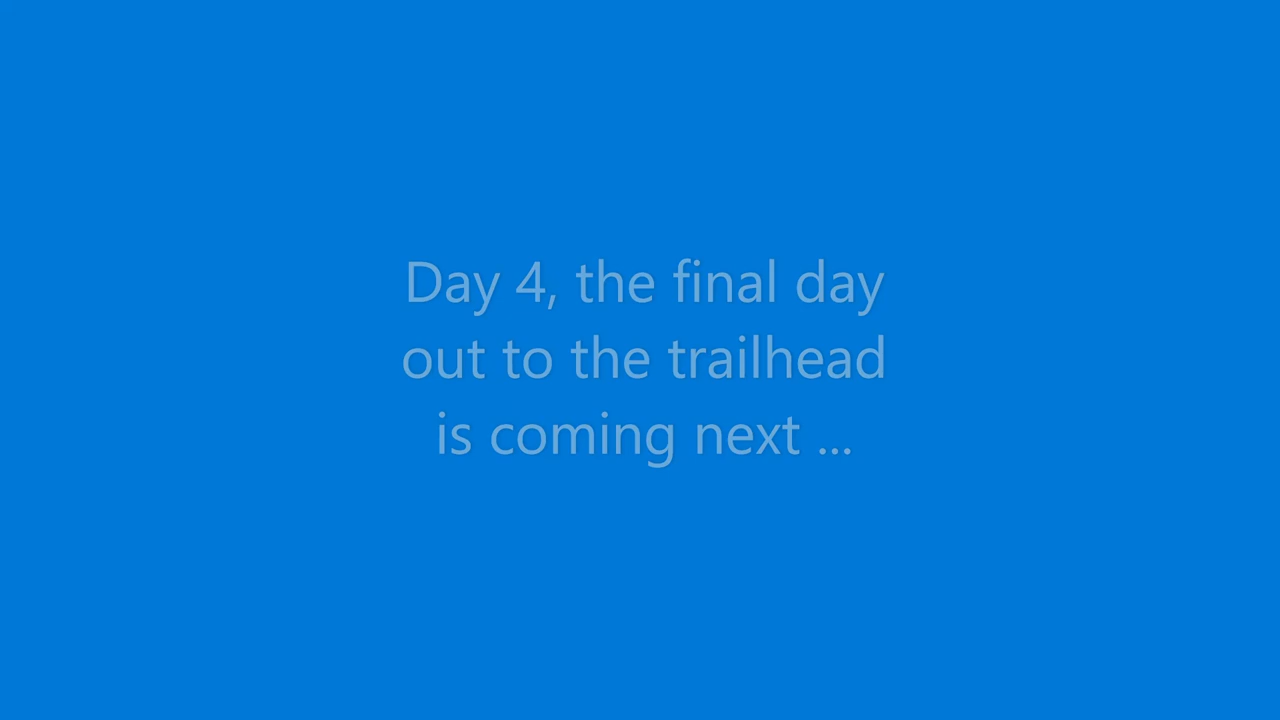 Day 4, the final day
out to the trailhead
is coming next ...